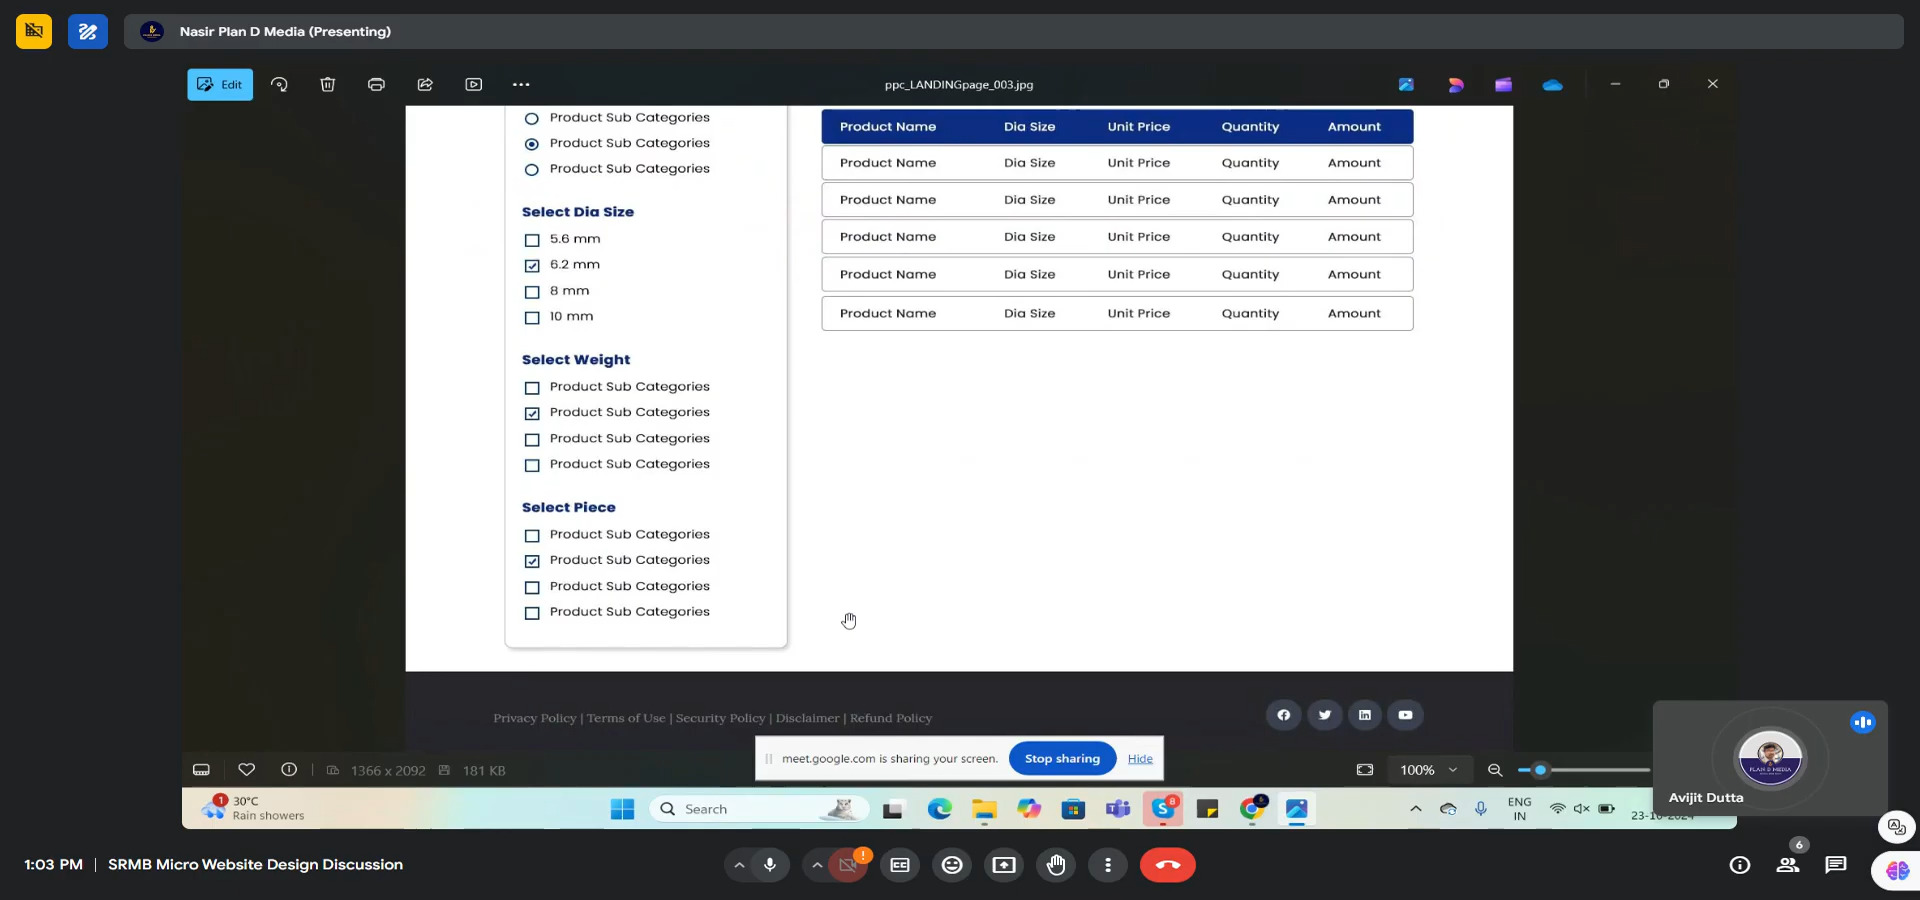 Nasir Plan D Media (Presenting)
Edit
ppc_LANDINGpage_003.jpg
Product Sub Categories
Product Sub Categories
Product Sub Categories
Select Dia Size
5.6 mm
6.2 mm
8 mm
10 mm
Select Weight
Product Sub Categories
Product Sub Categories
Product Sub Categories
Product Sub Categories
Select Piece
Product Sub Categories
Product Sub Categories
Product Sub Categories
Product Sub Categories
Product Name Dia Size Unit Price Quantity Amount
Product Name Dia Size Unit Price Quantity Amount
Product Name Dia Size Unit Price Quantity Amount
Product Name Dia Size Unit Price Quantity Amount
Product Name Dia Size Unit Price Quantity Amount
Product Name Dia Size Unit Price Quantity Amount
Privacy Policy | Terms of Use | Security Policy | Disclaimer | Refund Policy
meet.google.com is sharing your screen. Stop sharing Hide
1366 x 2092 181 KB
100%
PLAN D MEDIA
Avijit Dutta
1
30°C
Rain showers
Search
8
ENG
IN
6
1:03 PM | SRMB Micro Website Design Discussion